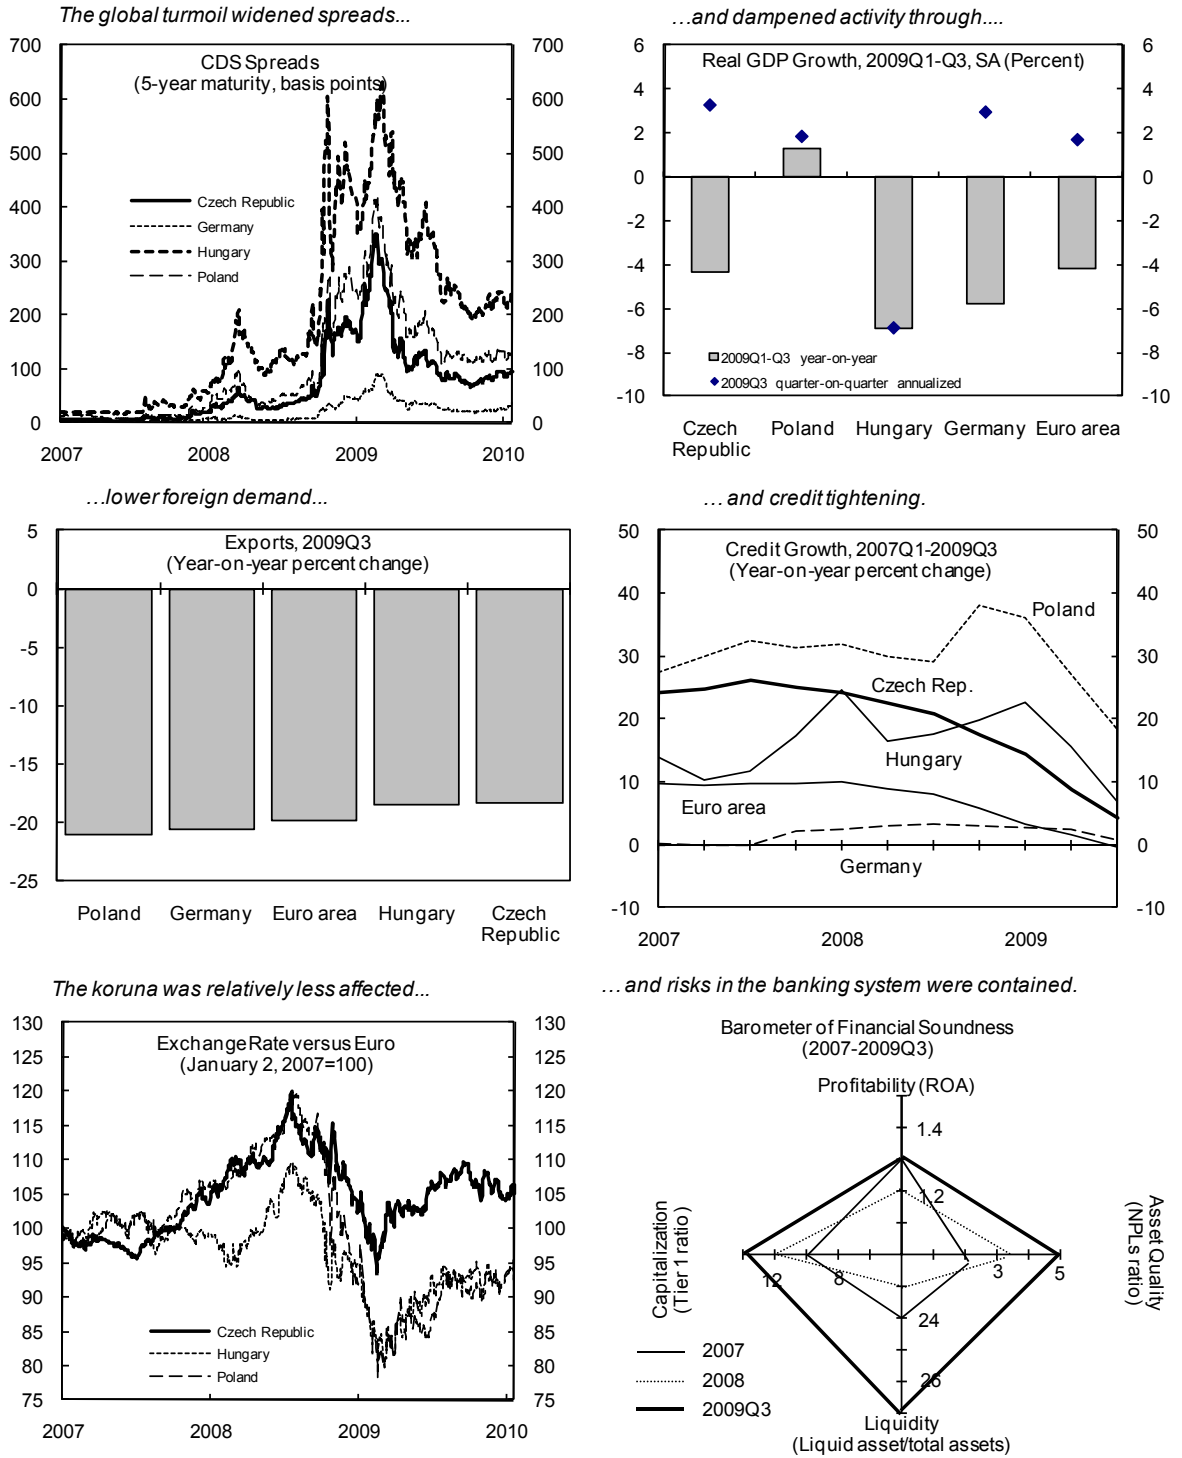 The global turmoil widened spreads...
CDS Spreads
(5-year maturity, basis points)
700
600
500
400
300
200
100
0
700
600
500
400
300
200
100
0
Czech Republic
Germany
Hungary
Poland
2007 2008 2009 2010
…and dampened activity through....
Real GDP Growth, 2009Q1-Q3, SA (Percent)
6
4
2
0
-2
-4
-6
-8
-10
6
4
2
0
-2
-4
-6
-8
-10
2009Q1-Q3 year-on-year
2009Q3 quarter-on-quarter annualized
Czech Republic
Poland
Hungary
Germany
Euro area
…lower foreign demand...
Exports, 2009Q3
(Year-on-year percent change)
5
0
-5
-10
-15
-20
-25
Poland
Germany
Euro area
Hungary
Czech Republic
…and credit tightening.
Credit Growth, 2007Q1-2009Q3
(Year-on-year percent change)
50
40
30
20
10
0
-10
50
40
30
20
10
0
-10
Poland
Czech Rep.
Hungary
Euro area
Germany
2007 2008 2009
The koruna was relatively less affected...
Exchange Rate versus Euro
(January 2, 2007=100)
130
125
120
115
110
105
100
95
90
85
80
75
130
125
120
115
110
105
100
95
90
85
80
75
Czech Republic
Hungary
Poland
2007 2008 2009 2010
…and risks in the banking system were contained.
Barometer of Financial Soundness
(2007-2009Q3)
Profitability (ROA)
1.4
1.2
Capitalization
(Tier 1 ratio)
12 8 3 5
Asset Quality
(NPLs ratio)
24
26
2007
2008
2009Q3
Liquidity
(Liquid asset/total assets)